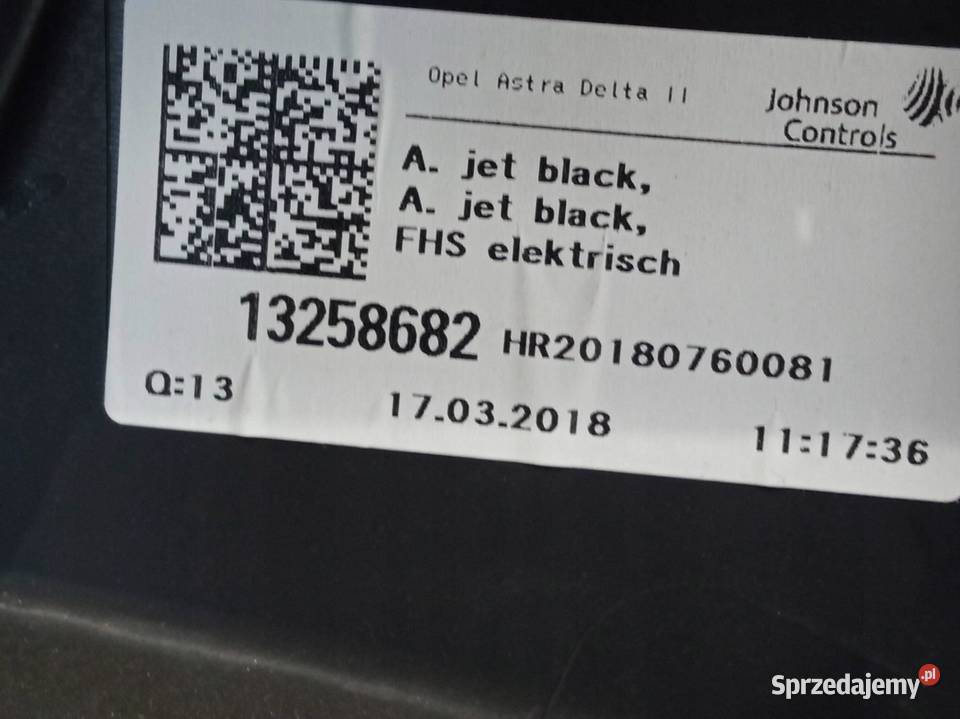 Opel Astra Delta II
Johnson
Controls
A. jet black,
A. jet black,
FHS elektrisch
13258682 HR20180760081
Q:13 17.03.2018 11:17:36
Sprzedajemy.pl